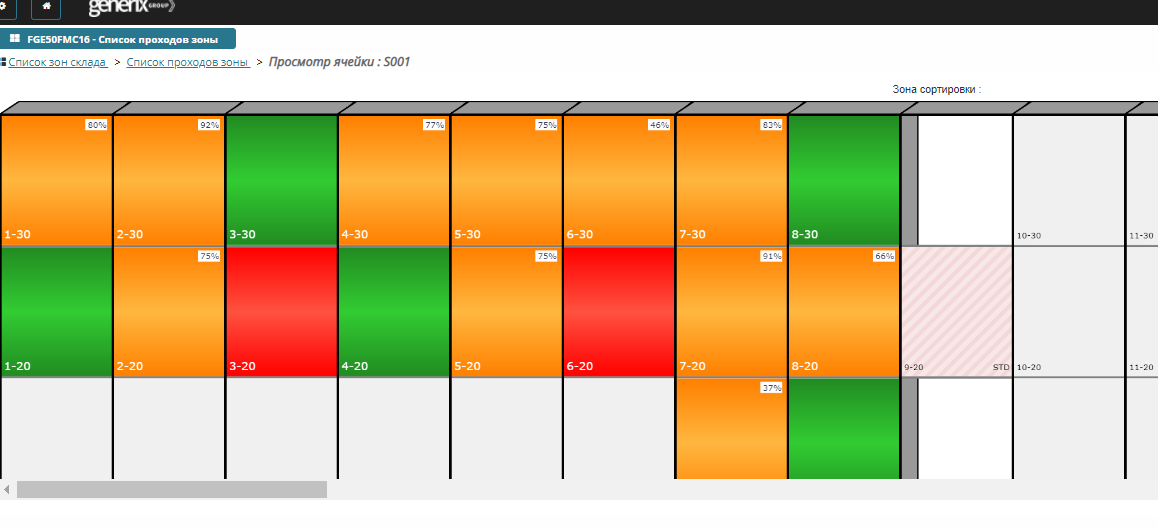 generix GROUP
FGE50FMC16 - Список проходов зоны
Список зон склада > Список проходов зоны > Просмотр ячейки : S001
Зона сортировки :
80% 92% 77% 75% 46% 83%
1-30 2-30 3-30 4-30 5-30 6-30 7-30 8-30 10-30 11-30
75% 75% 91% 66%
1-20 2-20 3-20 4-20 5-20 6-20 7-20 8-20 9-20 STD 10-20 11-20
37%